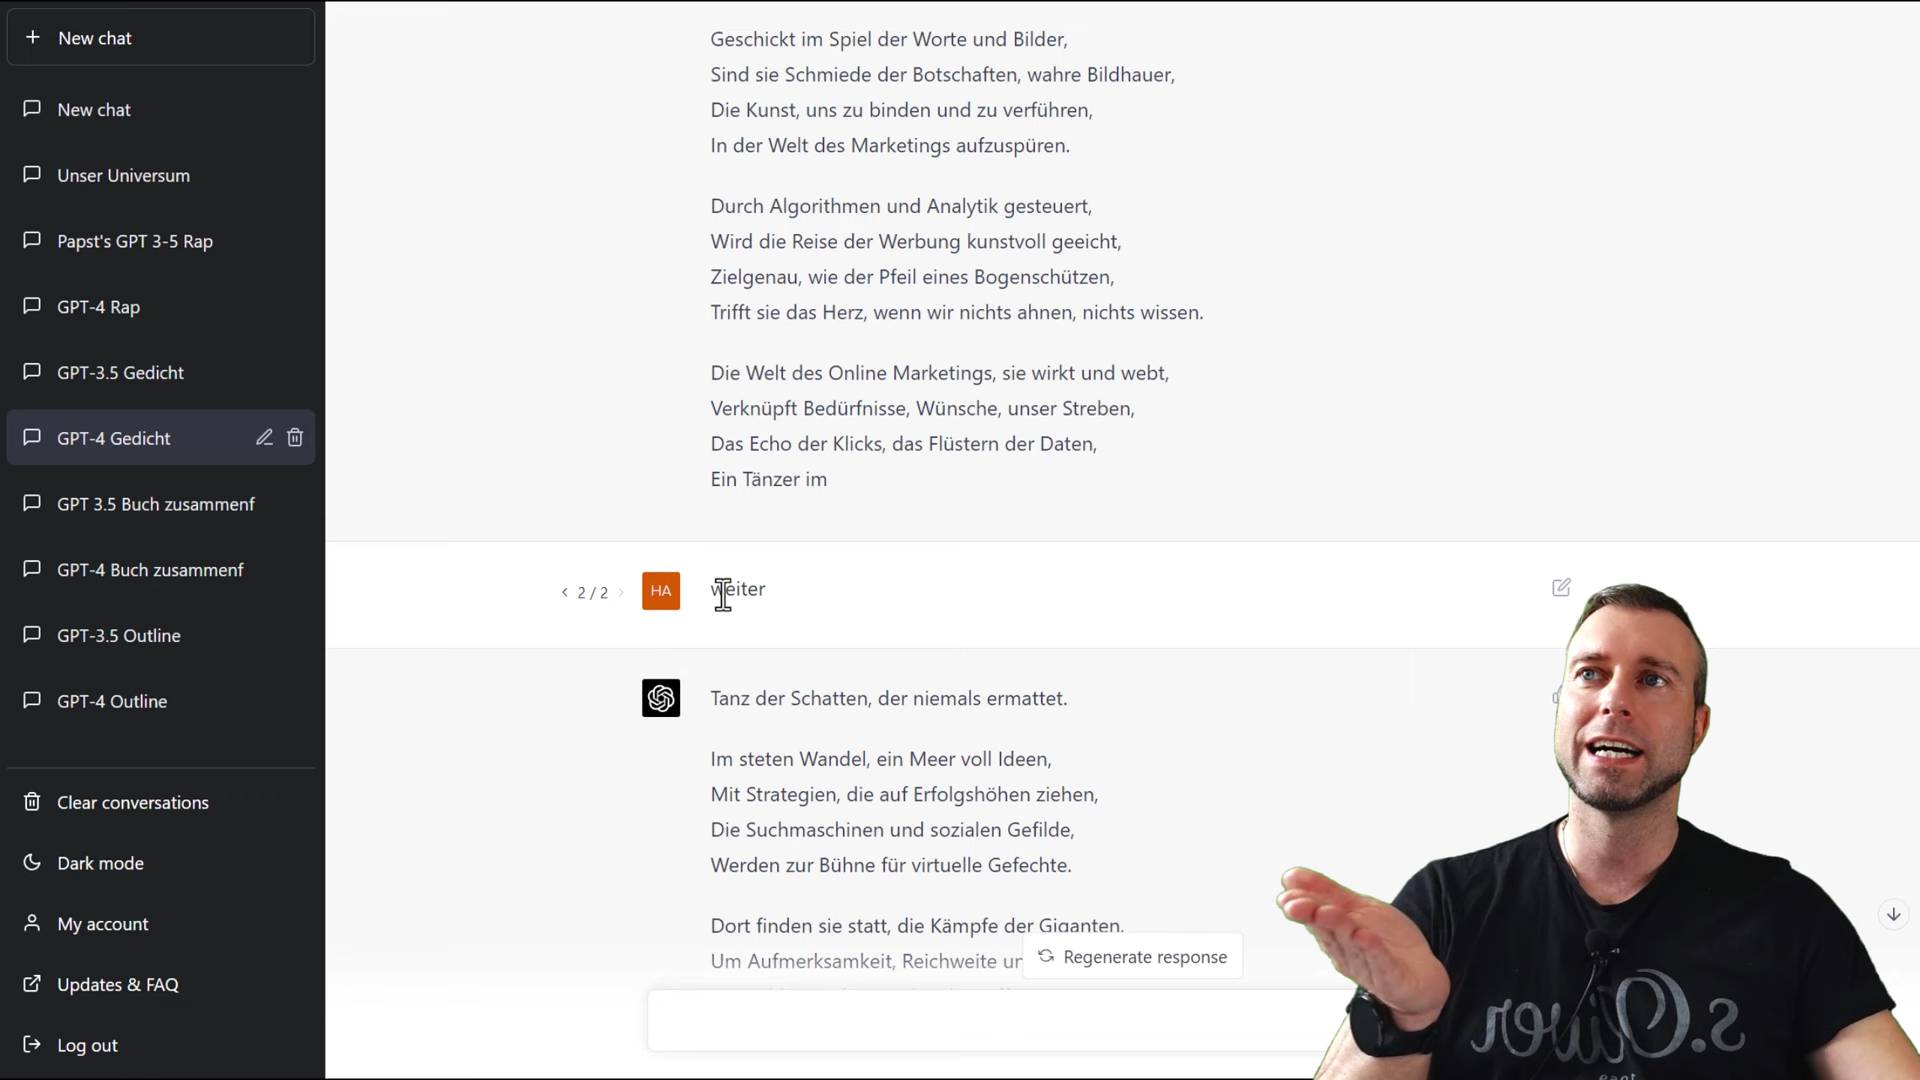 New chat
New chat
Unser Universum
Papst's GPT 3-5 Rap
GPT-4 Rap
GPT-3.5 Gedicht
GPT-4 Gedicht
GPT 3.5 Buch zusammenf
GPT-4 Buch zusammenf
GPT-3.5 Outline
GPT-4 Outline
Clear conversations
Dark mode
My account
Updates & FAQ
Log out
Geschickt im Spiel der Worte und Bilder,
Sind sie Schmiede der Botschaften, wahre Bildhauer,
Die Kunst, uns zu binden und zu verführen,
In der Welt des Marketings aufzuspüren.
Durch Algorithmen und Analytik gesteuert,
Wird die Reise der Werbung kunstvoll geeicht,
Zielgenau, wie der Pfeil eines Bogenschützen,
Trifft sie das Herz, wenn wir nichts ahnen, nichts wissen.
Die Welt des Online Marketings, sie wirkt und webt,
Verknüpft Bedürfnisse, Wünsche, unser Streben,
Das Echo der Klicks, das Flüstern der Daten,
Ein Tänzer im
2 / 2
HA
weiter
Tanz der Schatten, der niemals ermattet.
Im steten Wandel, ein Meer voll Ideen,
Mit Strategien, die auf Erfolgshöhen ziehen,
Die Suchmaschinen und sozialen Gefilde,
Werden zur Bühne für virtuelle Gefechte.
Dort finden sie statt, die Kämpfe der Giganten,
Um Aufmerksamkeit, Reichweite
Regenerate response
s.Oliver